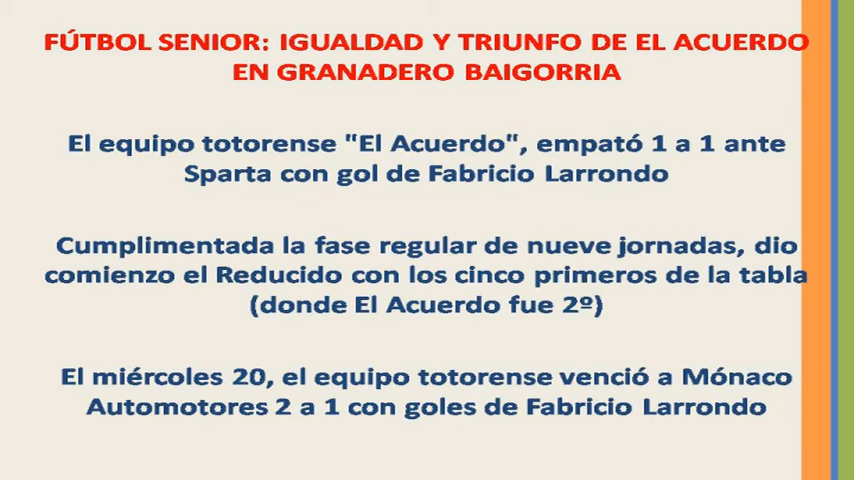 FÚTBOL SENIOR: IGUALDAD Y TRIUNFO DE EL ACUERDO
EN GRANADERO BAIGORRIA
El equipo totorense "El Acuerdo", empató 1 a 1 ante
Sparta con gol de Fabricio Larrondo
Cumplimentada la fase regular de nueve jornadas, dio
comienzo el Reducido con los cinco primeros de la tabla
(donde El Acuerdo fue 2º)
El miércoles 20, el equipo totorense venció a Mónaco
Automotores 2 a 1 con goles de Fabricio Larrondo